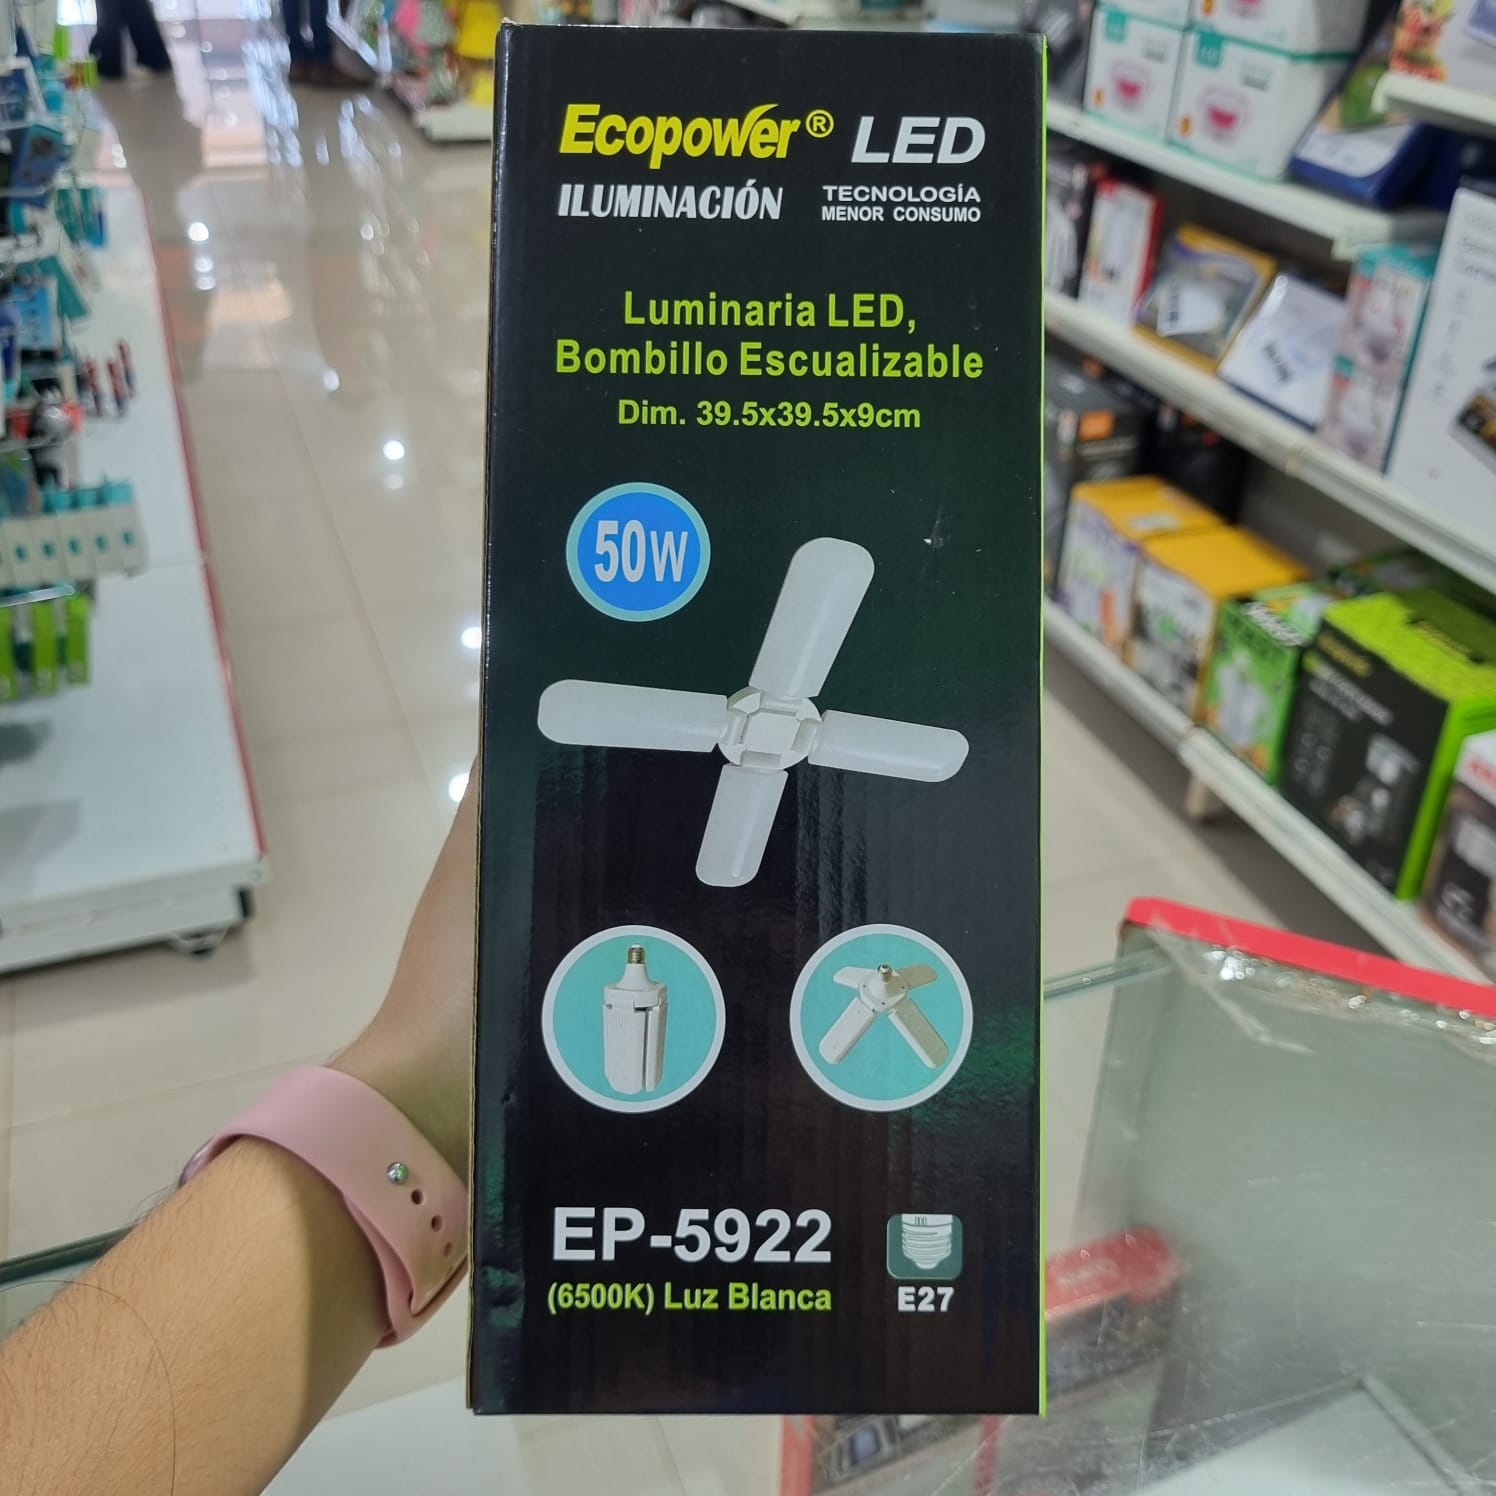 Ecopower® LED
ILUMINACIÓN
TECNOLOGÍA
MENOR CONSUMO
Luminaria LED,
Bombillo Escualizable
Dim. 39.5x39.5x9cm
50W
EP-5922
(6500K) Luz Blanca
E27